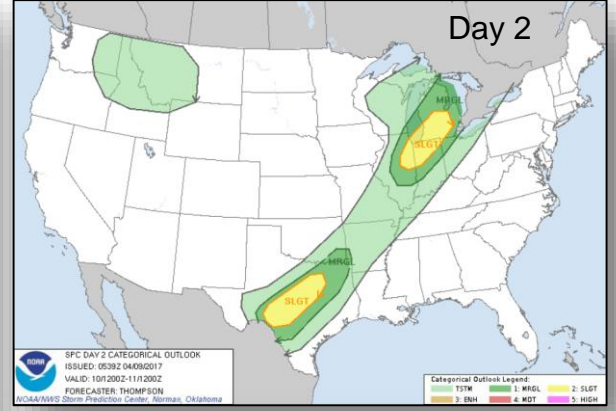 Day 2
MRGL
SLGT
MRGL
SLGT
NOAA
SPC DAY 2 CATEGORICAL OUTLOOK
ISSUED: 0539Z 04/09/2017
VALID: 10/1200Z-11/1200Z
FORECASTER: THOMPSON
NOAA/NWS Storm Prediction Center, Norman, Oklahoma
Categorical Outlook Legend:
TSTM 1: MRGL 2: SLGT
3: ENH 4: MDT 5: HIGH